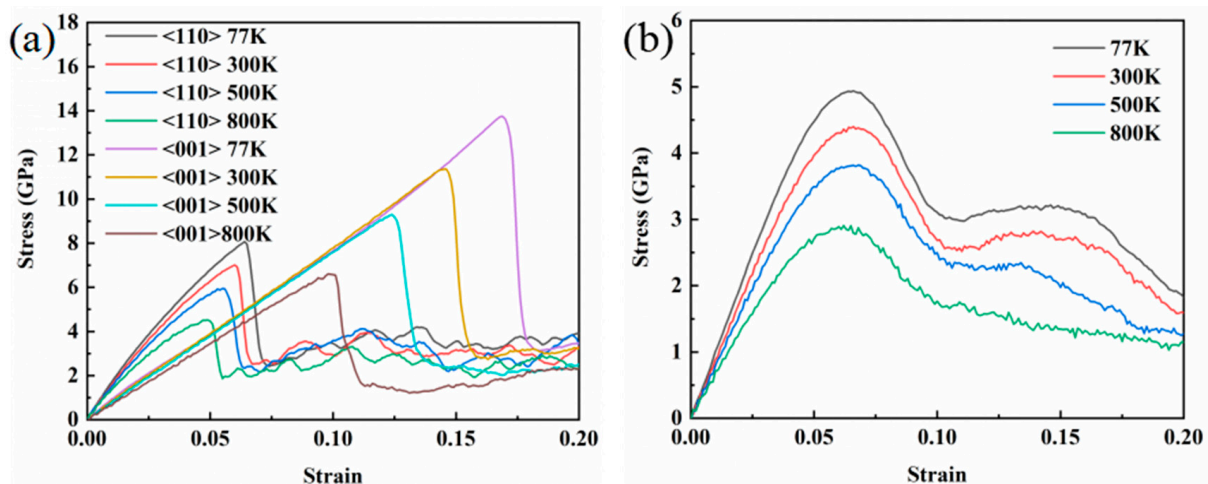 (a)
18
16
14
12
10
8
6
4
2
0
Stress (GPa)
<110> 77K
<110> 300K
<110> 500K
<110> 800K
<001> 77K
<001> 300K
<001> 500K
<001>800K
0.00 0.05 0.10 0.15 0.20
Strain
(b)
6
5
4
3
2
1
0
Stress (GPa)
77K
300K
500K
800K
0.00 0.05 0.10 0.15 0.20
Strain